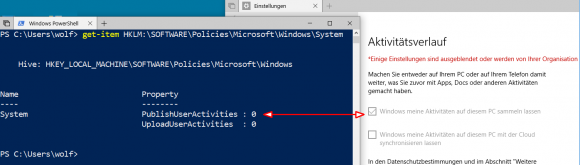 Windows PowerShell
PS C:\Users\wolf> get-item HKLM:\SOFTWARE\Policies\Microsoft\Windows\System
Hive: HKEY_LOCAL_MACHINE\SOFTWARE\Policies\Microsoft\Windows
Name Property
---- --------
System PublishUserActivities : 0
UploadUserActivities : 0
PS C:\Users\wolf>
Einstellungen
Aktivitätsverlauf
*Einige Einstellungen sind ausgeblendet oder werden von Ihrer Organisation
Machen Sie entweder auf Ihrem PC oder auf Ihrem Telefon damit
weiter, was Sie zuvor mit Apps, Docs oder anderen Aktivitäten
gemacht haben.
Windows meine Aktivitäten auf diesem PC sammeln lassen
Windows meine Aktivitäten auf diesem PC mit der Cloud
synchronisieren lassen
In den Datenschutzbestimmungen und im Abschnitt "Weitere